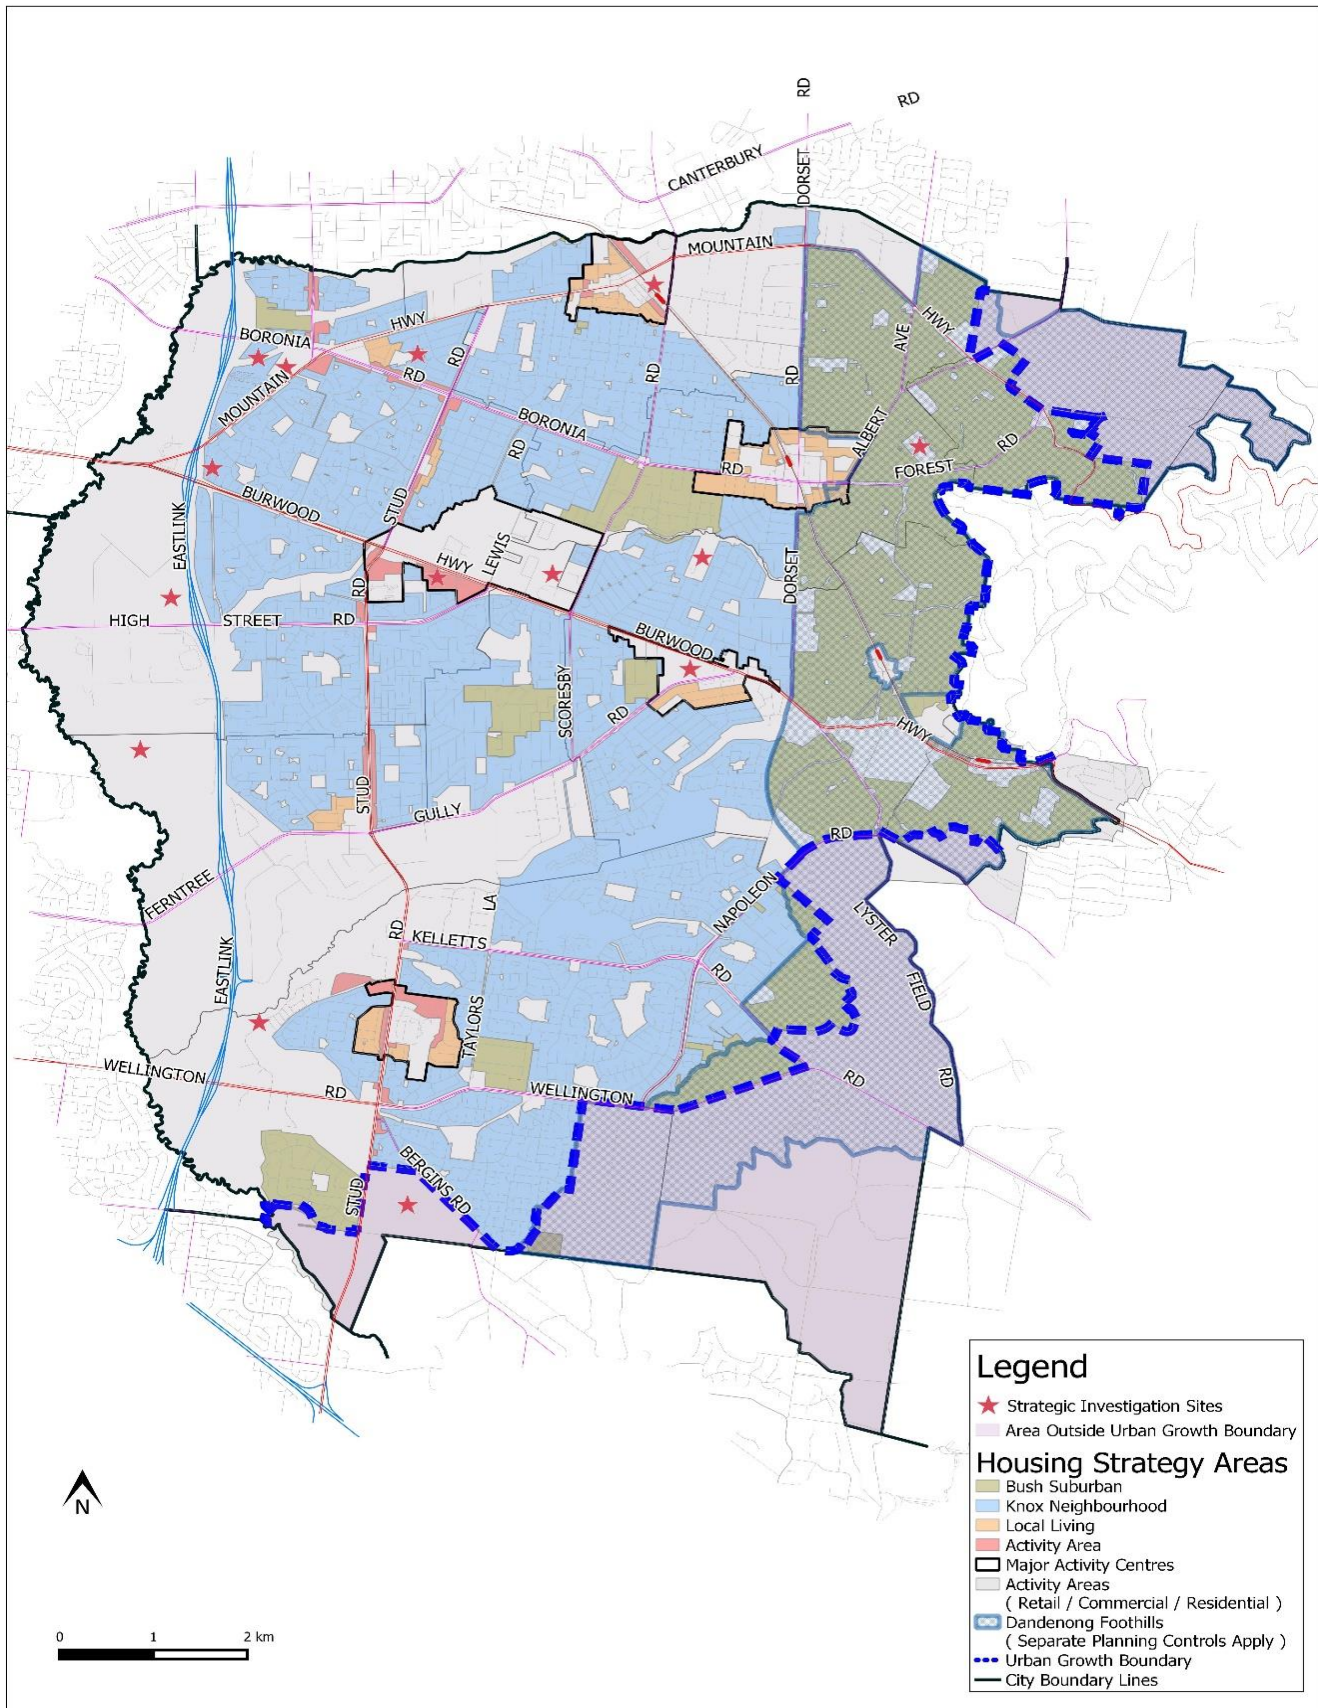 RD
RD
CANTERBURY
DORSET
MOUNTAIN
HWY
BORONIA
HWY
AVE
RD
RD
RD
MOUNTAIN
RD
BORONIA
RD
ALBERT
RD
RD
FOREST
STUD
BURWOOD
EASTLINK
LEWIS
HWY
RD
DORSET
HIGH
STREET
RD
BURWOOD
SCORESBY
RD
HWY
STUD
GULLY
RD
FERNTREE
NAPOLEON
LA
LYSTER
RD
KELLETTS
EASTLINK
RD
FIELD
TAYLORS
WELLINGTON
RD
WELLINGTON
RD
RD
BERGINS RD
STUD
Legend
Strategic Investigation Sites
Area Outside Urban Growth Boundary
Housing Strategy Areas
Bush Suburban
Knox Neighbourhood
Local Living
Activity Area
Major Activity Centres
Activity Areas
( Retail / Commercial / Residential )
Dandenong Foothills
( Separate Planning Controls Apply )
Urban Growth Boundary
City Boundary Lines
N
0 1 2 km